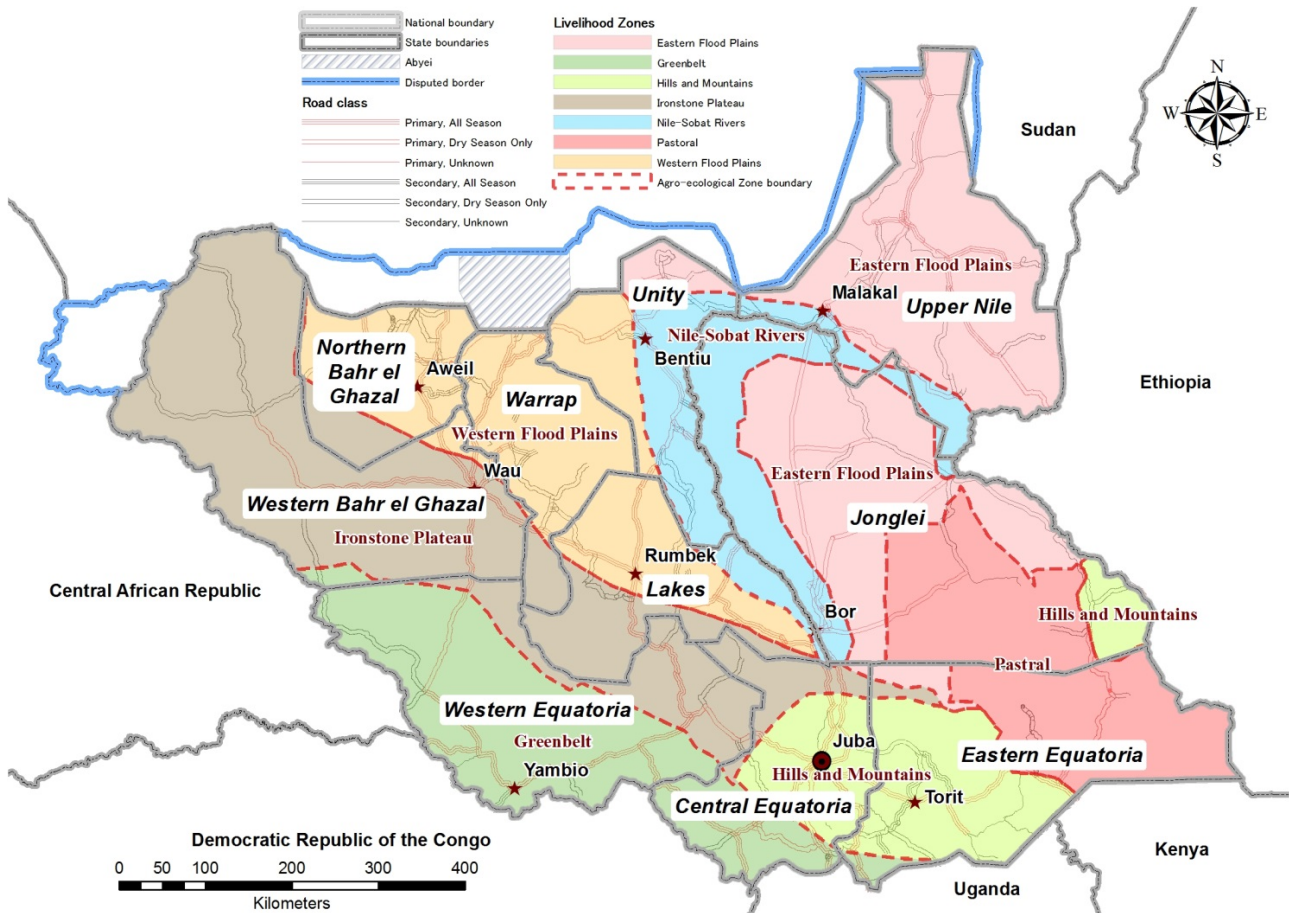 National boundary
State boundaries
Abyei
Disputed border
Road class
Primary, All Season
Primary, Dry Season Only
Primary, Unknown
Secondary, All Season
Secondary, Dry Season Only
Secondary, Unknown
Livelihood Zones
Eastern Flood Plains
Greenbelt
Hills and Mountains
Ironstone Plateau
Nile-Sobat Rivers
Pastoral
Western Flood Plains
Agro-ecological Zone boundary
N
W E
S
Sudan
Eastern Flood Plains
Malakal
Upper Nile
Unity
Nile-Sobat Rivers
Bentiu
Northern
Bahr el
Ghazal
Aweil
Warrap
Western Flood Plains
Ethiopia
Wau
Eastern Flood Plains
Western Bahr el Ghazal
Jonglei
Ironstone Plateau
Rumbek
Lakes
Central African Republic
Bor
Hills and Mountains
Pastral
Western Equatoria
Greenbelt
Juba
Eastern Equatoria
Yambio
Hills and Mountains
Central Equatoria
Torit
Democratic Republic of the Congo
Kenya
0 50 100 200 300 400
Kilometers
Uganda